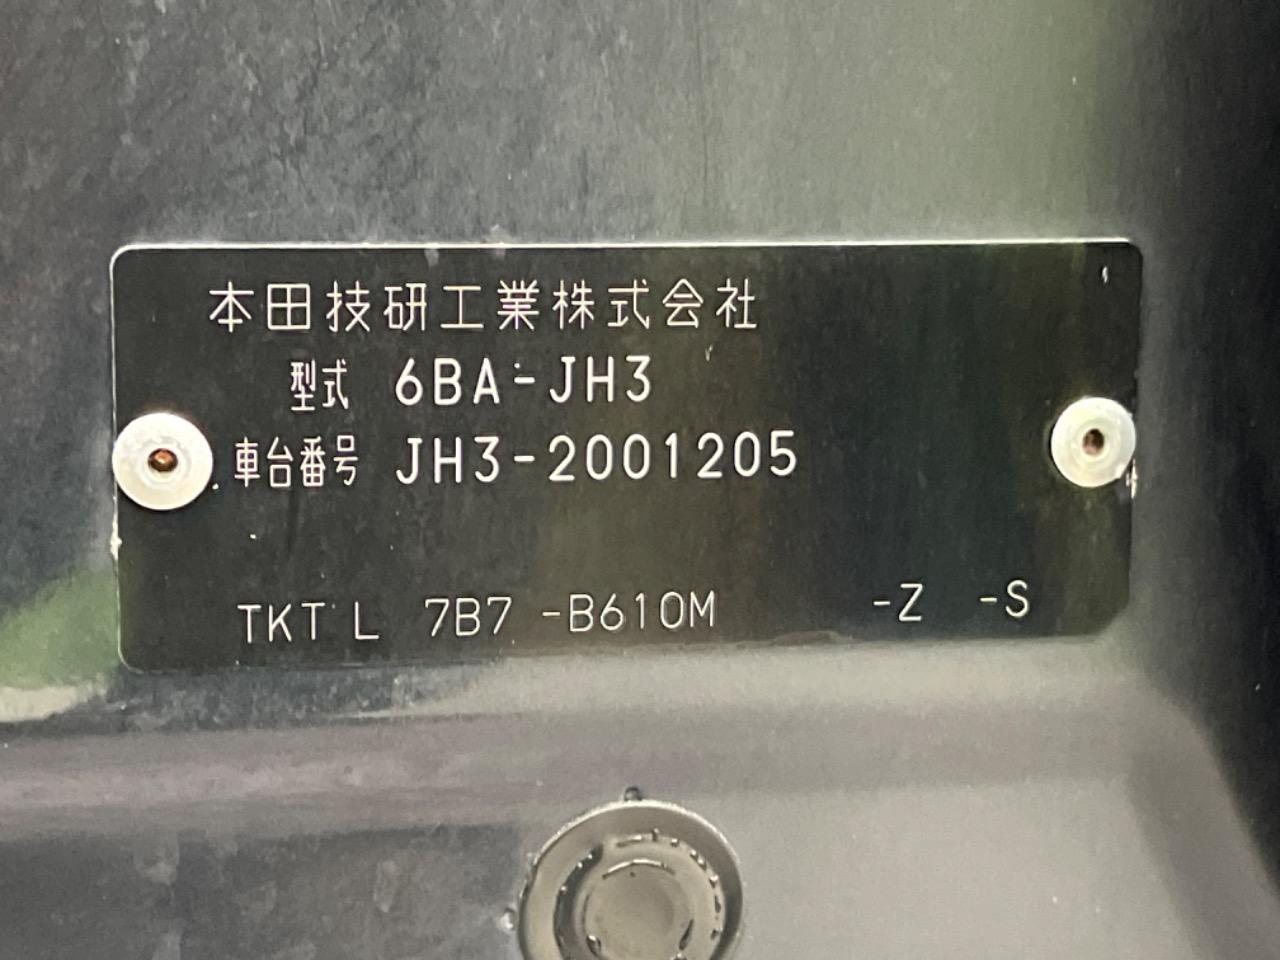 本田技研工業株式会社
型式 6BA-JH3
車台番号 JH3-2001205
TKT L 7B7 -B610M -Z -S